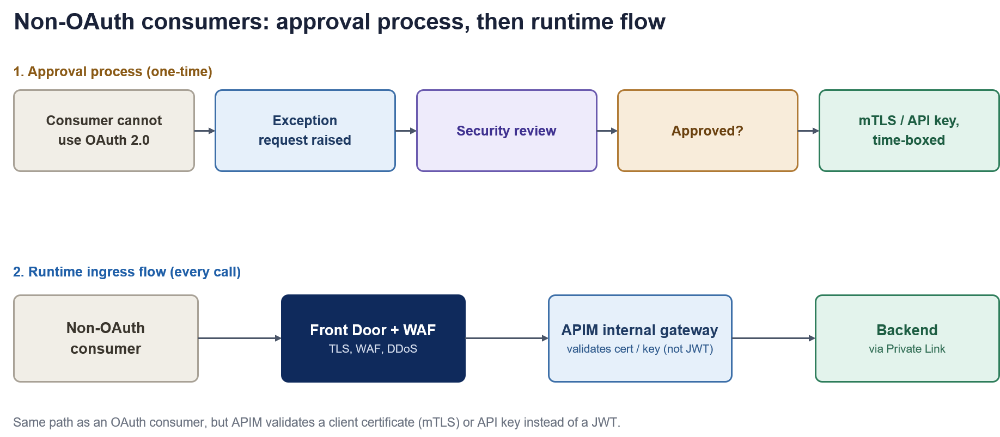 Non-OAuth consumers: approval process, then runtime flow
1. Approval process (one-time)
Consumer cannot
use OAuth 2.0
Exception
request raised
Security review
Approved?
mTLS / API key,
time-boxed
2. Runtime ingress flow (every call)
Non-OAuth
consumer
Front Door + WAF
TLS, WAF, DDoS
APIM internal gateway
validates cert / key (not JWT)
Backend
via Private Link
Same path as an OAuth consumer, but APIM validates a client certificate (mTLS) or API key instead of a JWT.